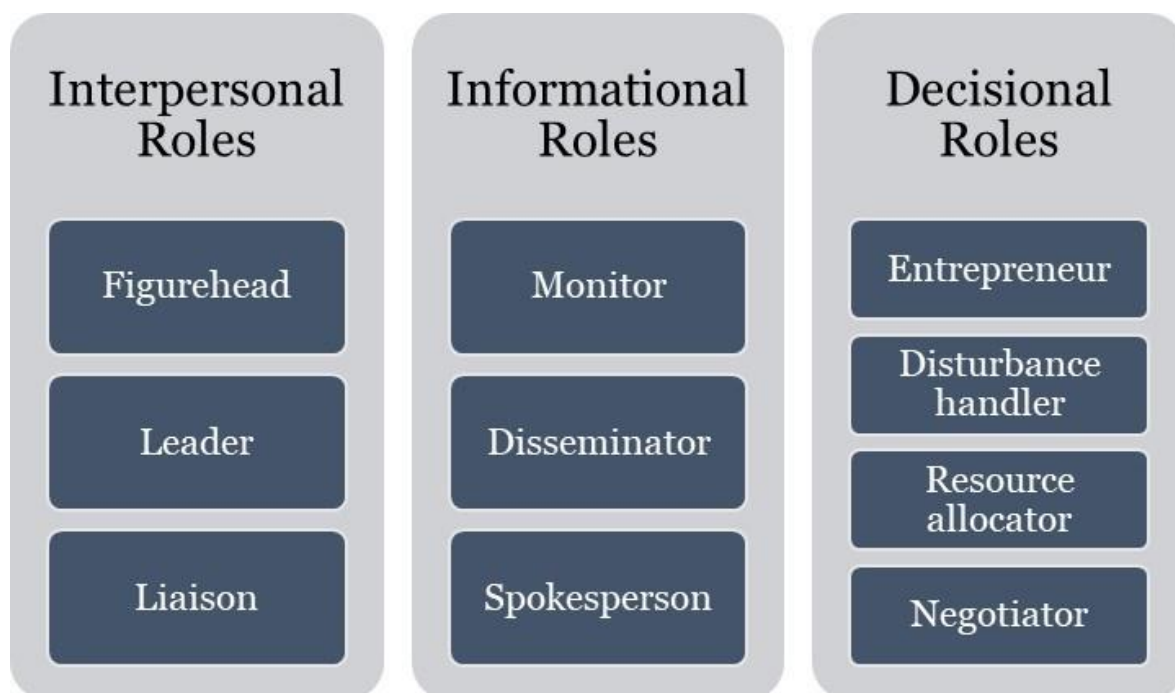 Interpersonal
Roles
Figurehead
Leader
Liaison
Informational
Roles
Monitor
Disseminator
Spokesperson
Decisional
Roles
Entrepreneur
Disturbance
handler
Resource
allocator
Negotiator